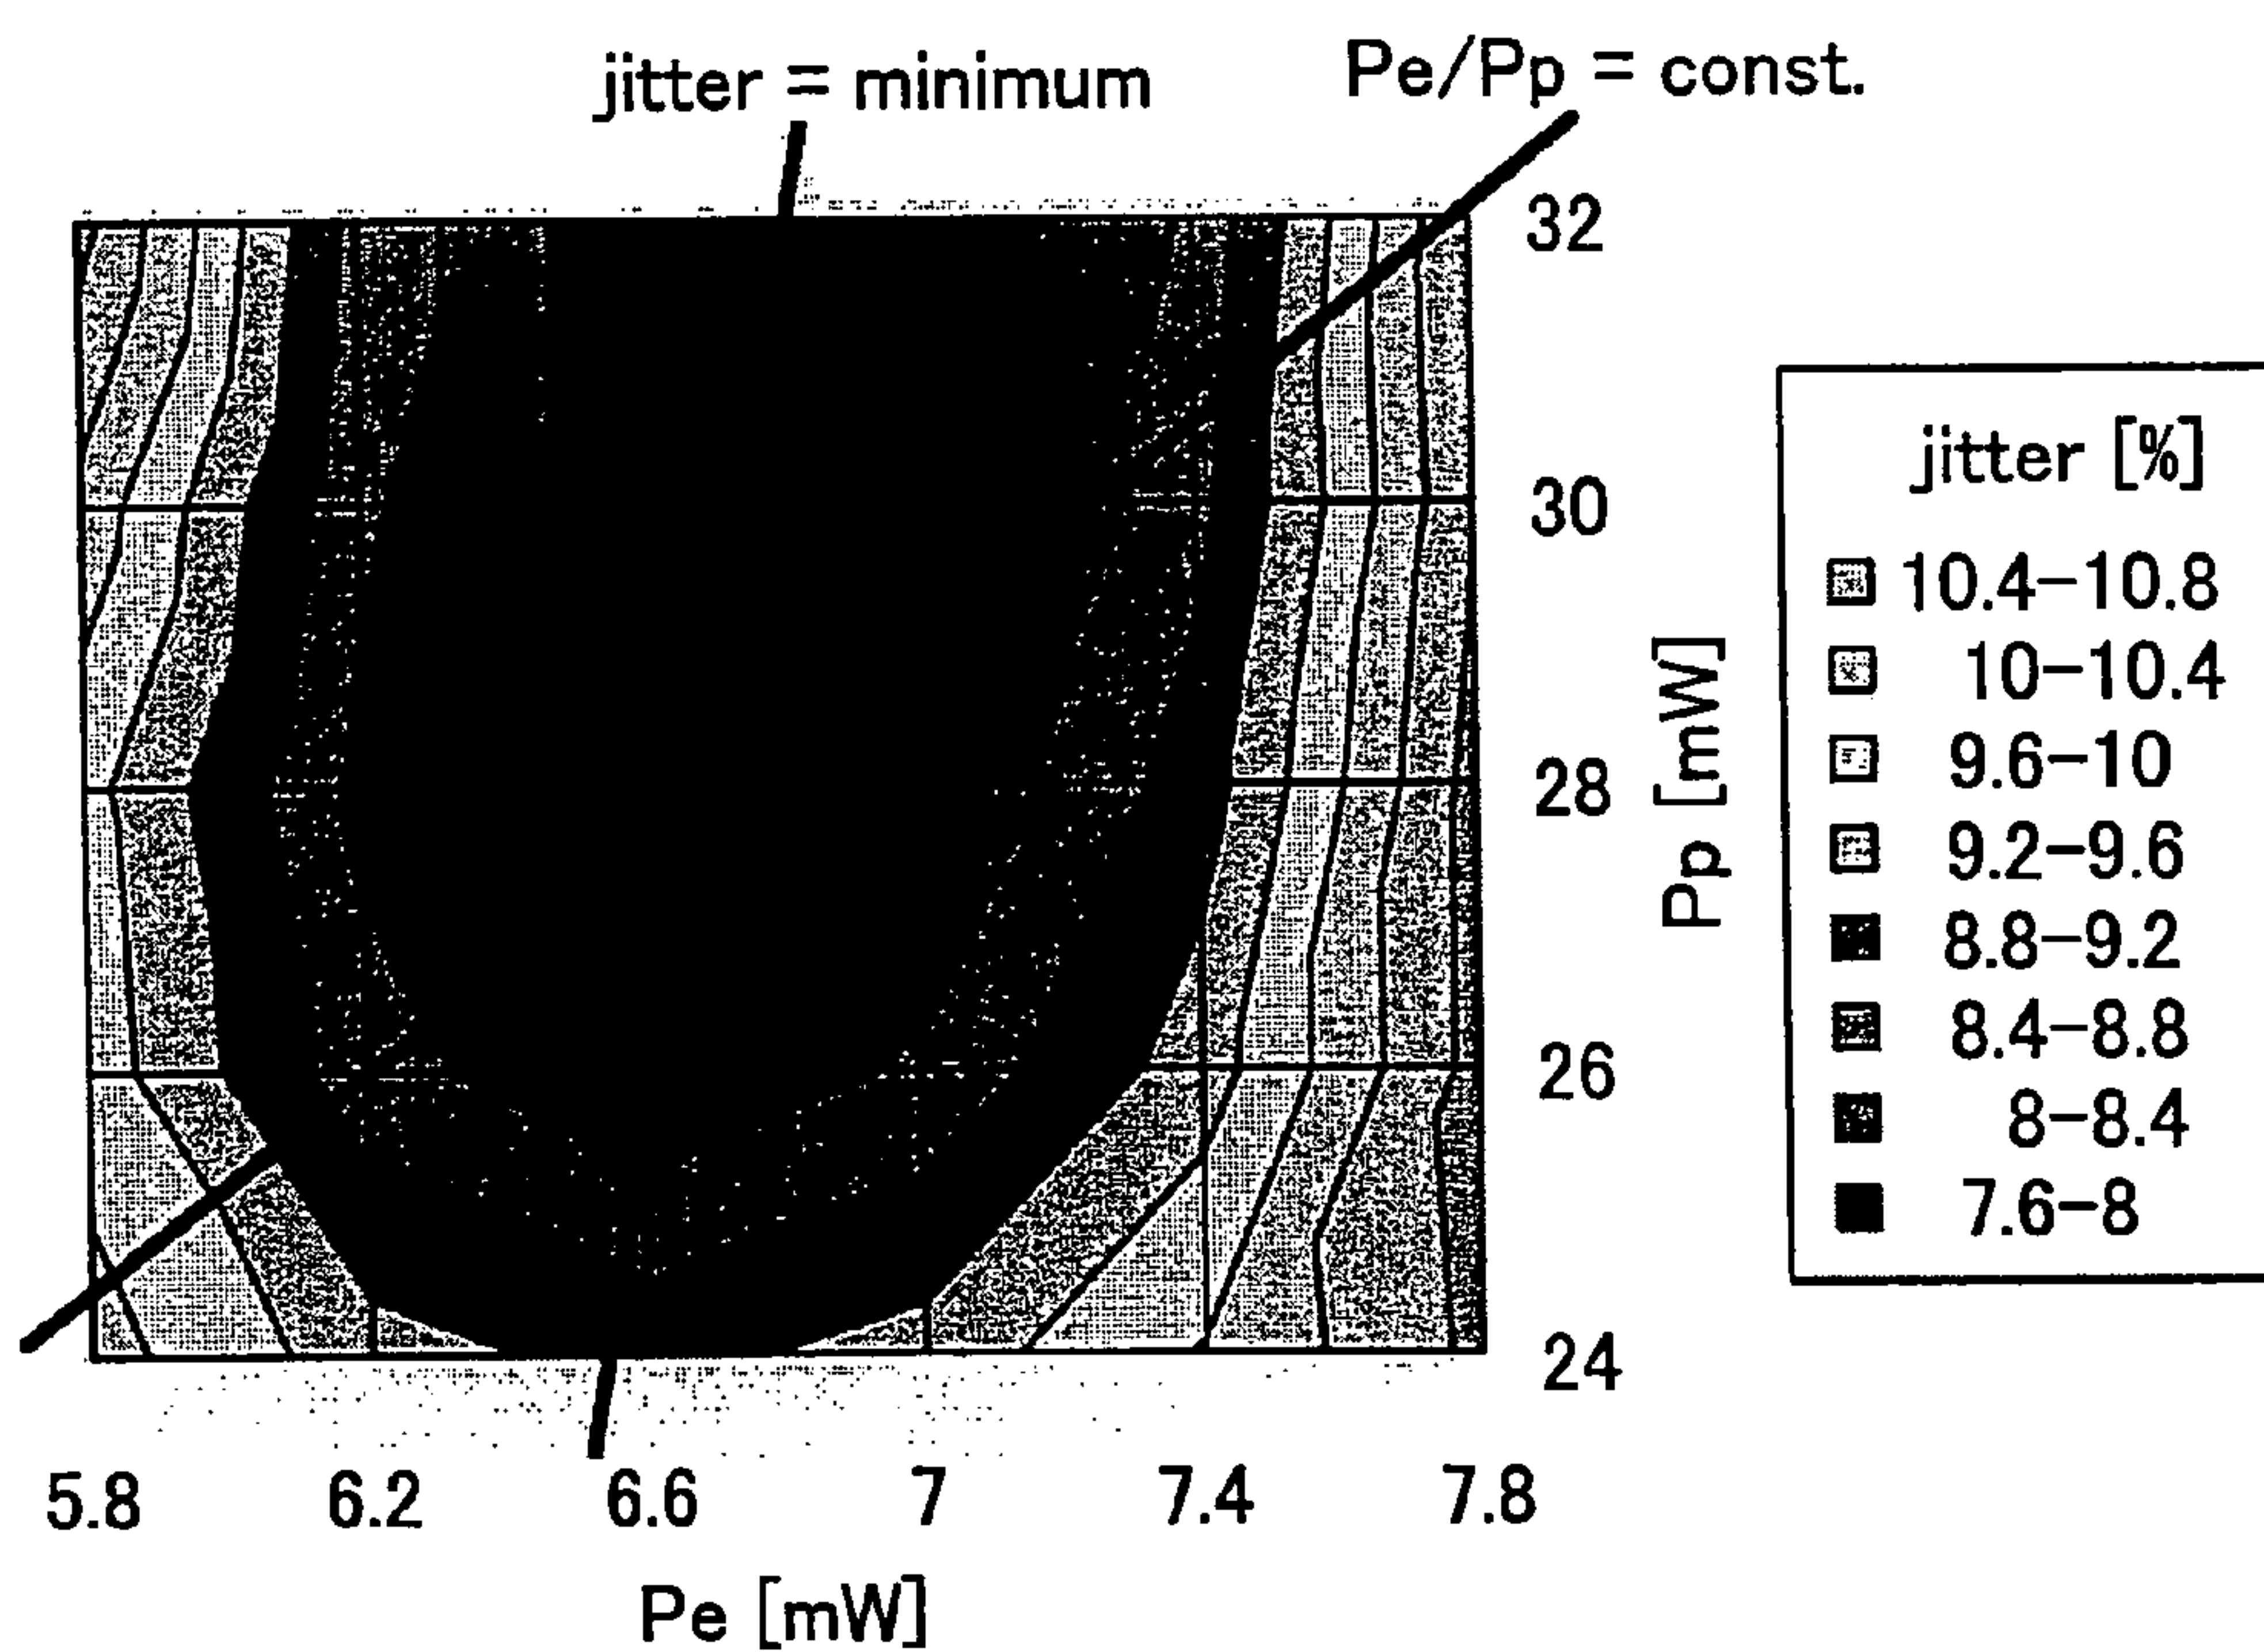 jitter = minimum
Pe/Pp = const.
32
30
28
26
24
Pp [mW]
5.8 6.2 6.6 7 7.4 7.8
Pe [mW]
jitter [%]
10.4-10.8
10-10.4
9.6-10
9.2-9.6
8.8-9.2
8.4-8.8
8-8.4
7.6-8